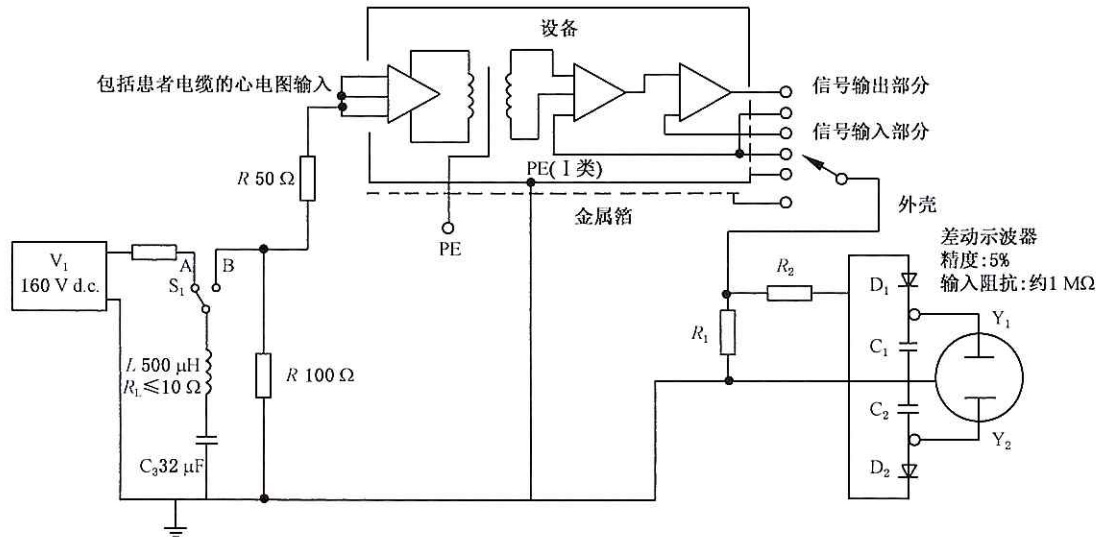 设备
包括患者电缆的心电图输入
信号输出部分
信号输入部分
PE(Ⅰ类)
R 50 Ω
外壳
金属箔
PE
差动示波器
精度:5%
输入阻抗:约1 MΩ
V₁
160 V d.c.
A
B
S₁
R₂
D₁
Y₁
R₁
C₁
L 500 μH
R_L≤10 Ω
R 100 Ω
C₂
Y₂
C₃32 μF
D₂